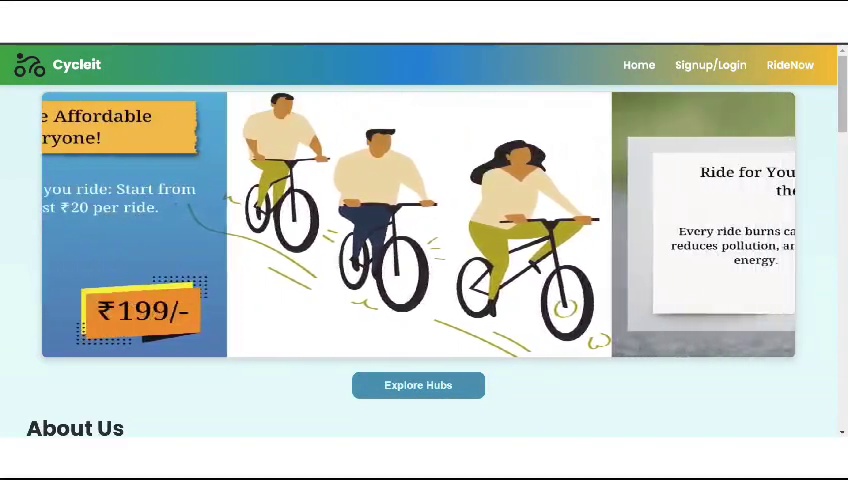 Cycleit
Home Signup/Login RideNow
Affordable
ryone!
you ride: Start from
st ₹20 per ride.
₹199/-
Ride for You
the
Every ride burns ca
reduces pollution, an
energy.
Explore Hubs
About Us